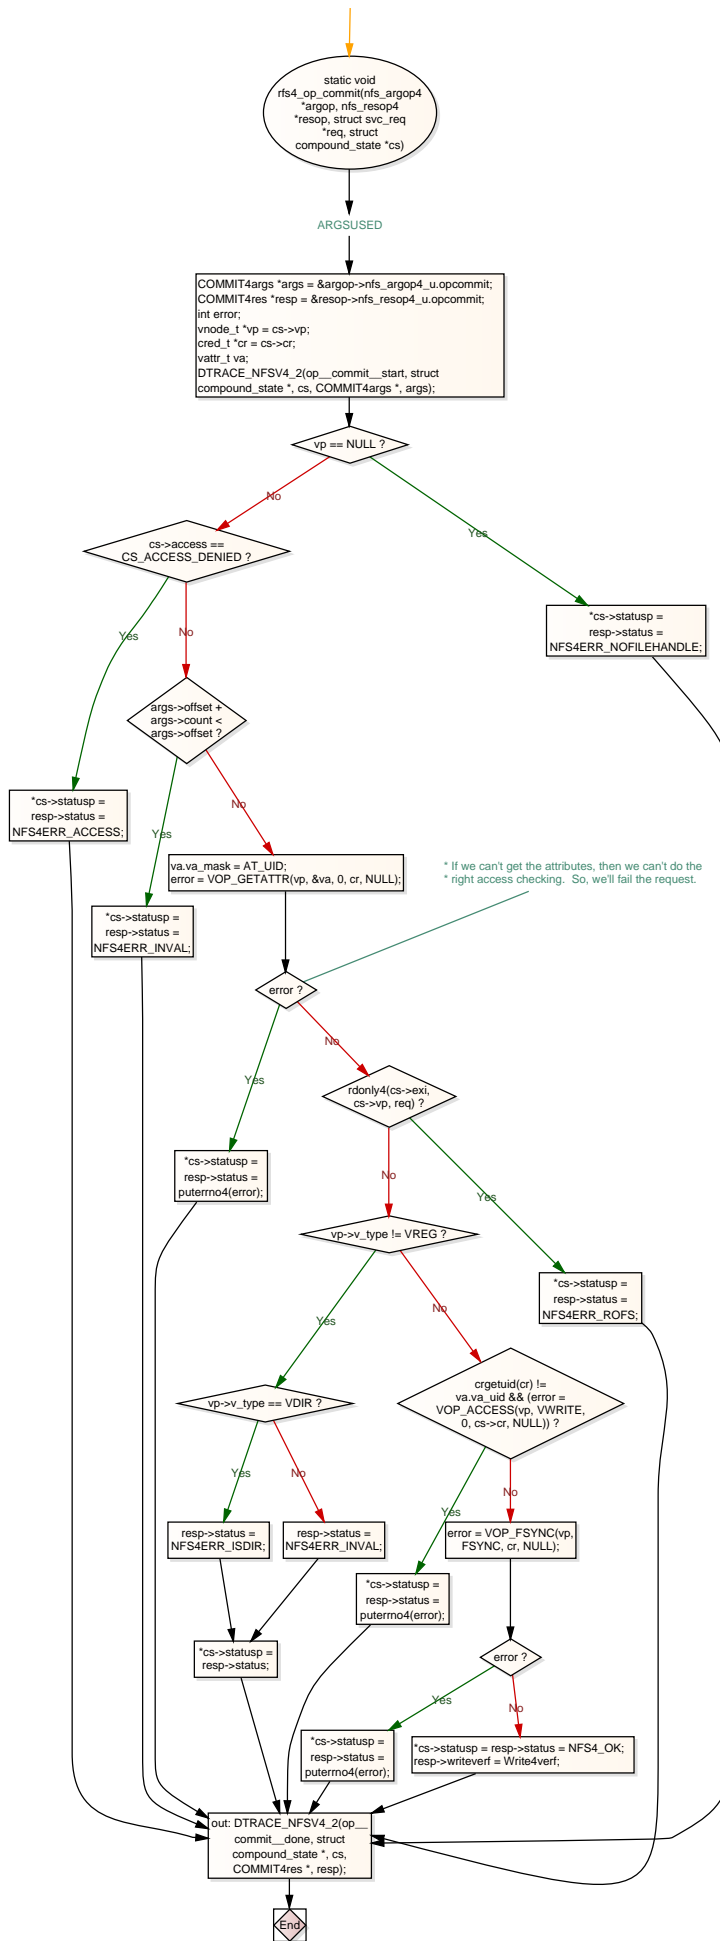 static void
rfs4_op_commit(nfs_argop4
*argop, nfs_resop4
*resop, struct svc_req
*req, struct
compound_state *cs)
ARGSUSED
COMMIT4args *args = &argop->nfs_argop4_u.opcommit;
COMMIT4res *resp = &resop->nfs_resop4_u.opcommit;
int error;
vnode_t *vp = cs->vp;
cred_t *cr = cs->cr;
vattr_t va;
DTRACE_NFSV4_2(op__commit__start, struct
compound_state *, cs, COMMIT4args *, args);
vp == NULL ?
No
Yes
cs->access ==
CS_ACCESS_DENIED ?
*cs->statusp =
resp->status =
NFS4ERR_NOFILEHANDLE;
Yes
No
args->offset +
args->count <
args->offset ?
*cs->statusp =
resp->status =
NFS4ERR_ACCESS;
Yes
No
va.va_mask = AT_UID;
error = VOP_GETATTR(vp, &va, 0, cr, NULL);
* If we can't get the attributes, then we can't do the
* right access checking.  So, we'll fail the request.
*cs->statusp =
resp->status =
NFS4ERR_INVAL;
error ?
No
Yes
rdonly4(cs->exi,
cs->vp, req) ?
*cs->statusp =
resp->status =
puterrno4(error);
No
Yes
vp->v_type != VREG ?
*cs->statusp =
resp->status =
NFS4ERR_ROFS;
Yes
No
vp->v_type == VDIR ?
crgetuid(cr) !=
va.va_uid && (error =
VOP_ACCESS(vp, VWRITE,
0, cs->cr, NULL)) ?
Yes
No
Yes
No
resp->status =
NFS4ERR_ISDIR;
resp->status =
NFS4ERR_INVAL;
error = VOP_FSYNC(vp,
FSYNC, cr, NULL);
*cs->statusp =
resp->status =
puterrno4(error);
*cs->statusp =
resp->status;
error ?
Yes
No
*cs->statusp =
resp->status =
puterrno4(error);
*cs->statusp = resp->status = NFS4_OK;
resp->writeverf = Write4verf;
out: DTRACE_NFSV4_2(op__
commit__done, struct
compound_state *, cs,
COMMIT4res *, resp);
End